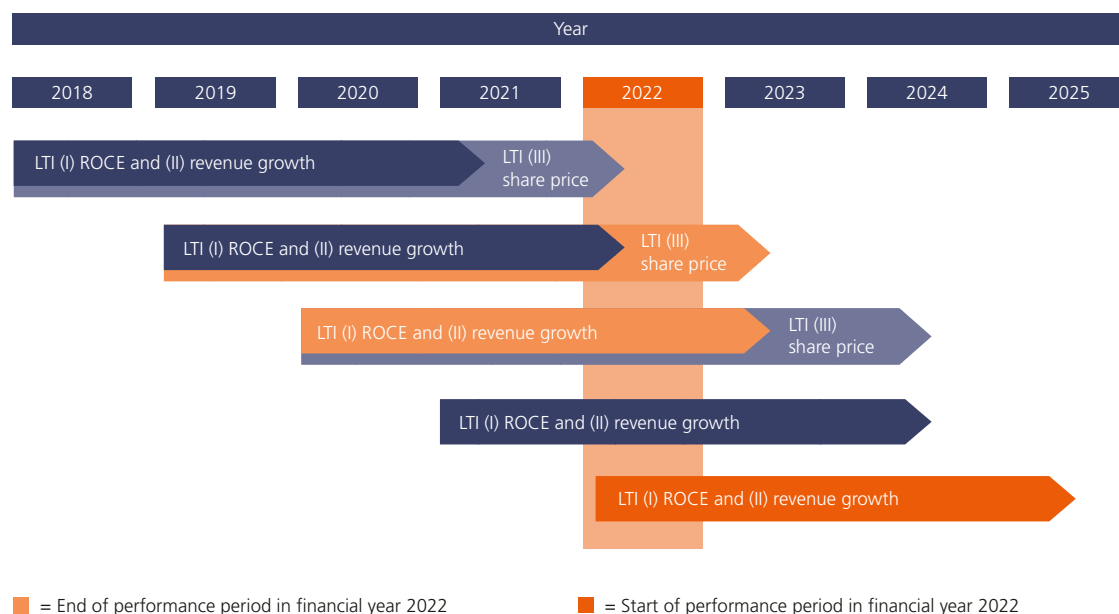 Year
2018
2019
2020
2021
2022
2023
2024
2025
LTI (I) ROCE and (II) revenue growth
LTI (III)
share price
LTI (I) ROCE and (II) revenue growth
LTI (III)
share price
LTI (I) ROCE and (II) revenue growth
LTI (III)
share price
LTI (I) ROCE and (II) revenue growth
LTI (I) ROCE and (II) revenue growth
= End of performance period in financial year 2022
= Start of performance period in financial year 2022